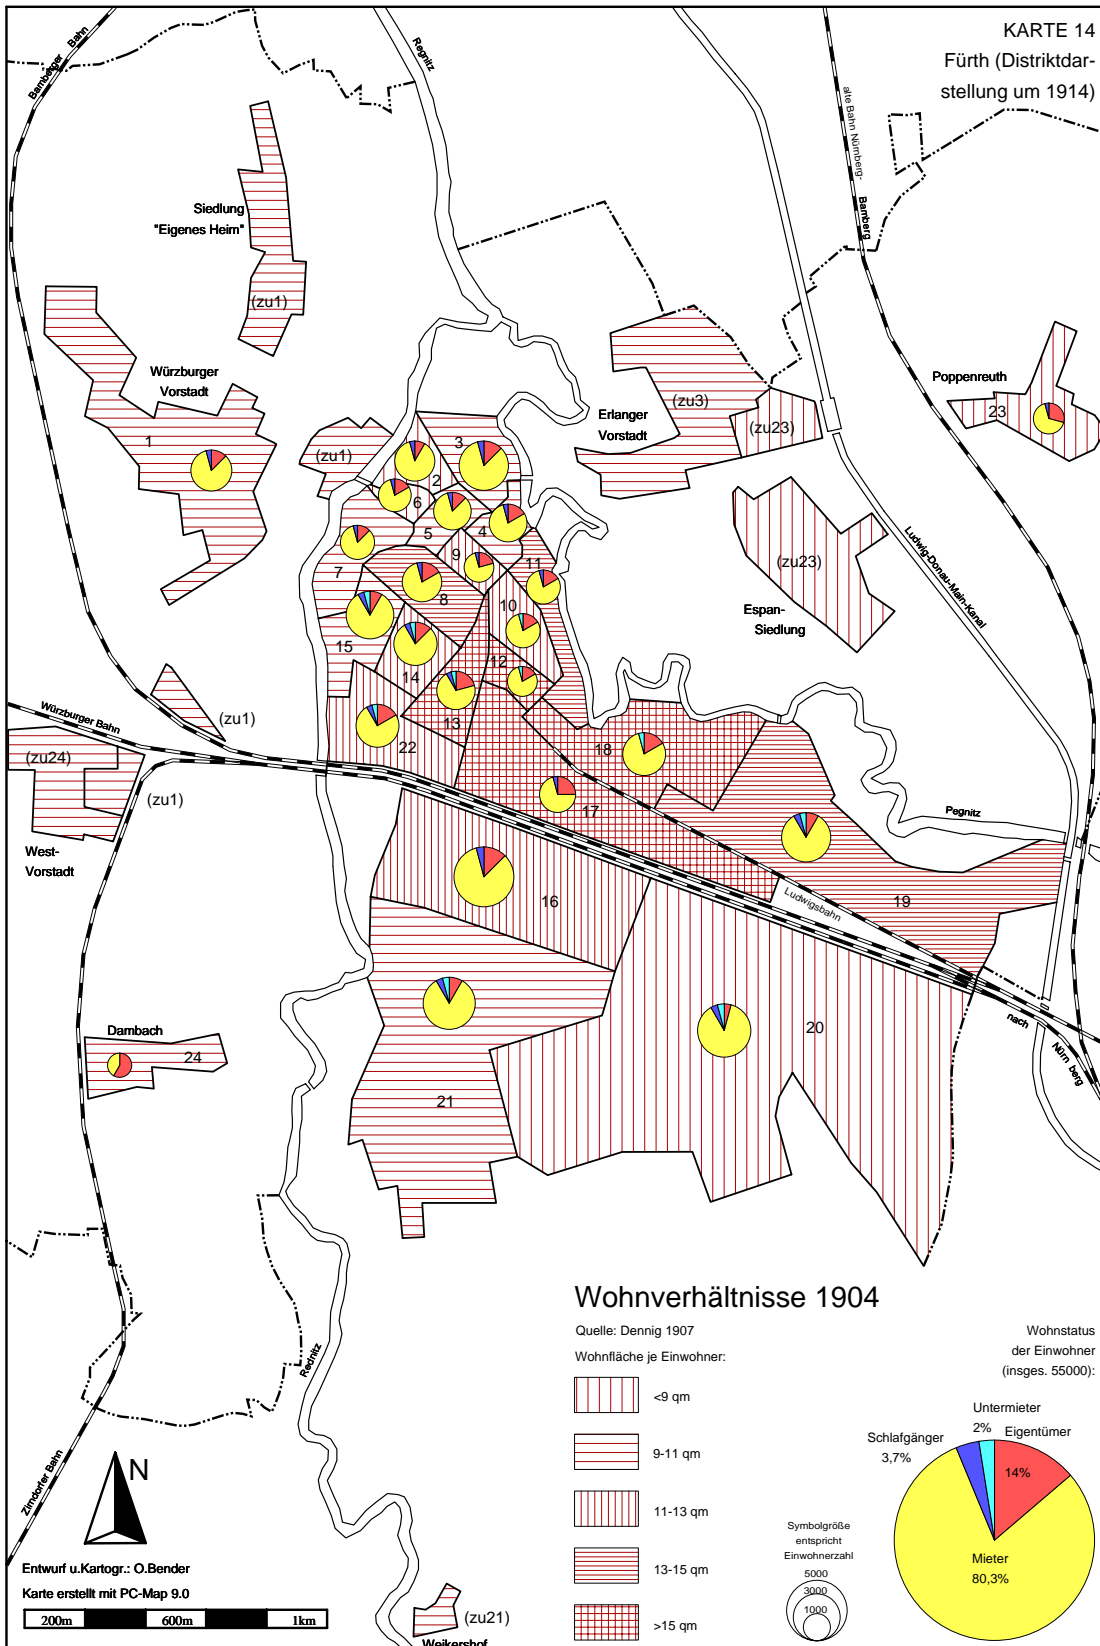 KARTE 14
Fürth (Distriktdar-
stellung um 1914)
Bamberger Bahn
Regnitz
alte Bahn Nürnberg-
Bamberg
Siedlung
"Eigenes Heim"
(zu1)
Würzburger
Vorstadt
1
(zu1)
Erlanger
Vorstadt
(zu3)
(zu23)
Poppenreuth
23
(zu23)
Espan-
Siedlung
Ludwig-Donau-Main-Kanal
2
3
6
5
4
9
11
7
8
10
15
14
12
13
22
18
17
16
19
20
21
(zu1)
Würzburger Bahn
(zu24)
(zu1)
West-
Vorstadt
Pegnitz
Ludwigsbahn
nach
Nürn berg
Dambach
24
Rednitz
Zirndorfer Bahn
Wohnverhältnisse 1904
Quelle: Dennig 1907
Wohnfläche je Einwohner:
<9 qm
9-11 qm
11-13 qm
13-15 qm
>15 qm
Wohnstatus
der Einwohner
(insges. 55000):
Untermieter
2%
Eigentümer
Schlafgänger
3,7%
14%
Mieter
80,3%
Symbolgröße
entspricht
Einwohnerzahl
5000
3000
1000
N
Entwurf u.Kartogr.: O.Bender
Karte erstellt mit PC-Map 9.0
200m 600m 1km
(zu21)
Weikershof